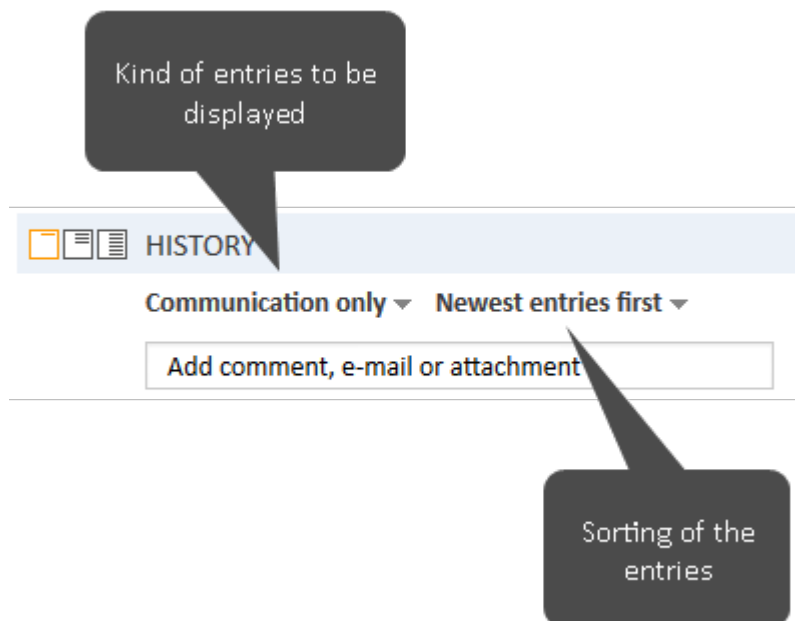 Kind of entries to be
displayed
HISTORY
Communication only
Newest entries first
Add comment, e-mail or attachment
Sorting of the
entries